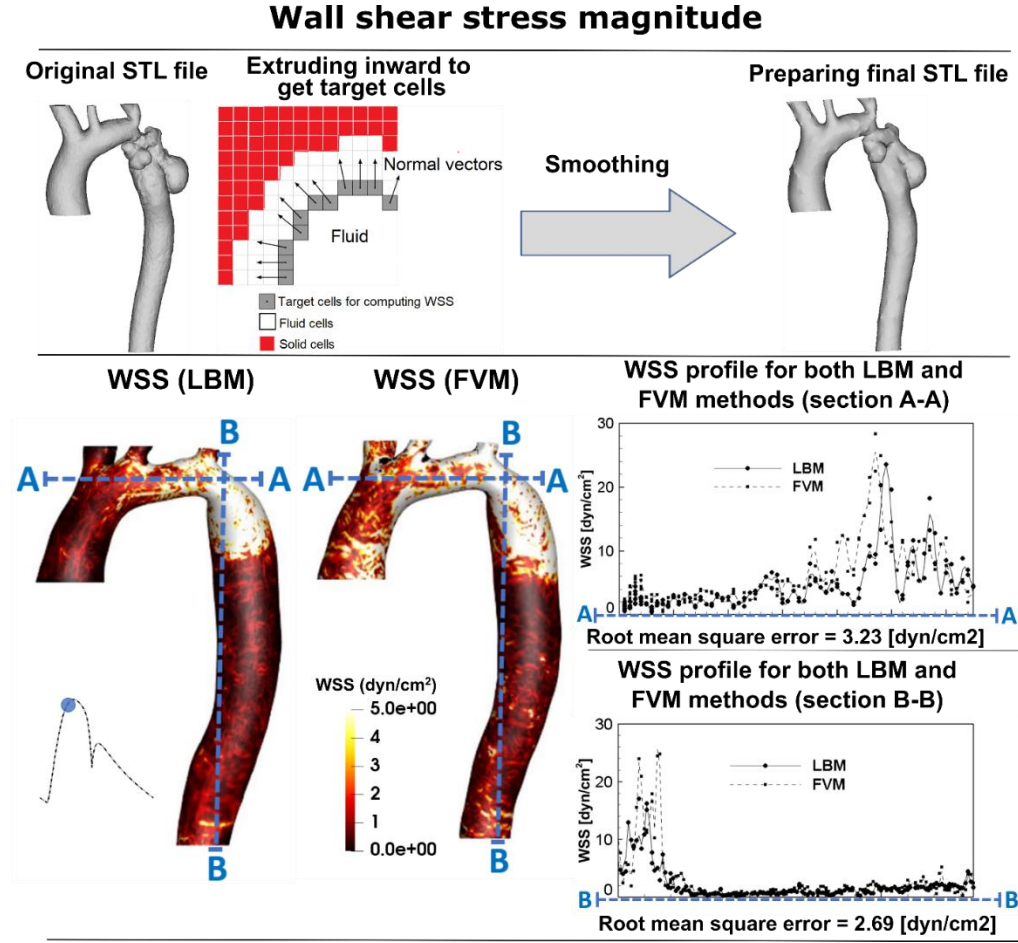 Wall shear stress magnitude
Original STL file
Extruding inward to
get target cells
Preparing final STL file
Normal vectors
Fluid
Target cells for computing WSS
Fluid cells
Solid cells
Smoothing
WSS (LBM)
WSS (FVM)
WSS profile for both LBM and
FVM methods (section A-A)
B
A
A
B
B
A
A
B
WSS (dyn/cm²)
5.0e+00
4
3
2
1
0.0e+00
30
20
10
0
WSS [dyn/cm²]
LBM
FVM
A
A
Root mean square error = 3.23 [dyn/cm2]
WSS profile for both LBM and
FVM methods (section B-B)
30
20
10
0
WSS [dyn/cm²]
LBM
FVM
B
B
Root mean square error = 2.69 [dyn/cm2]